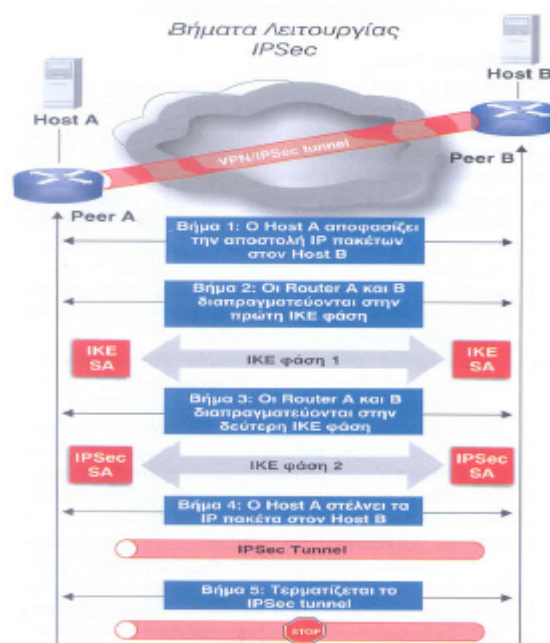 Βήματα Λειτουργίας
IPSec
Host B
Host A
VPN/IPSec tunnel
Peer B
Peer A
Βήμα 1: Ο Host A αποφασίζει
την αποστολή IP πακέτων
στον Host B
Βήμα 2: Οι Router A και B
διαπραγματεύονται στην
πρώτη IKE φάση
IKE
SA
IKE φάση 1
IKE
SA
Βήμα 3: Οι Router A και B
διαπραγματεύονται στην
δεύτερη IKE φάση
IPSec
SA
IKE φάση 2
IPSec
SA
Βήμα 4: Ο Host A στέλνει τα
IP πακέτα στον Host B
IPSec Tunnel
Βήμα 5: Τερματίζεται το
IPSec tunnel
STOP